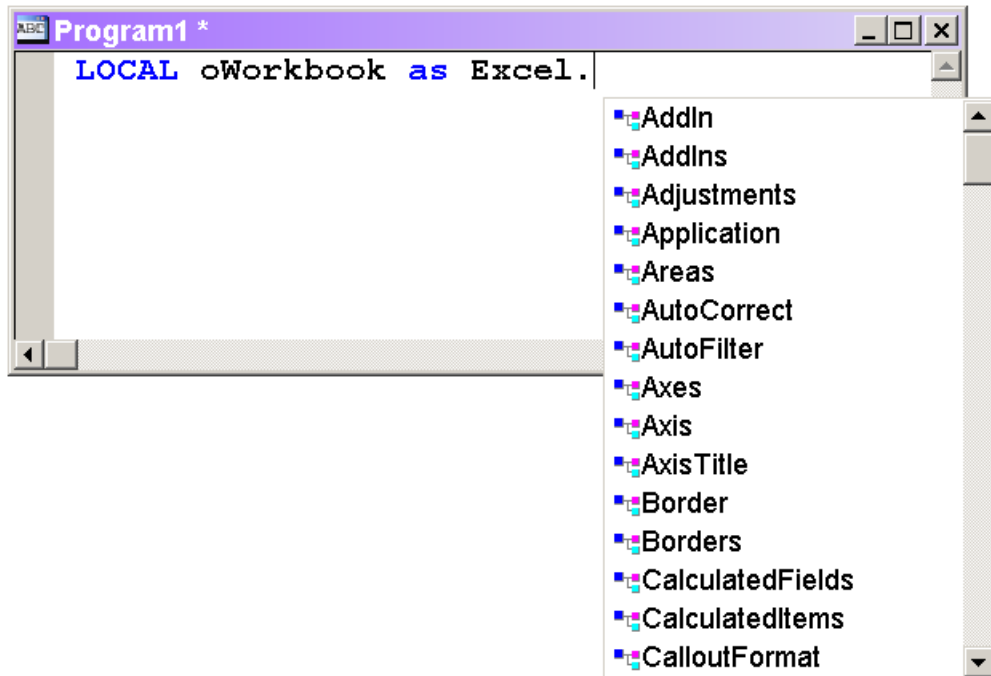 ABC Program1 *
LOCAL oWorkbook as Excel.
AddIn
AddIns
Adjustments
Application
Areas
AutoCorrect
AutoFilter
Axes
Axis
AxisTitle
Border
Borders
CalculatedFields
CalculatedItems
CalloutFormat